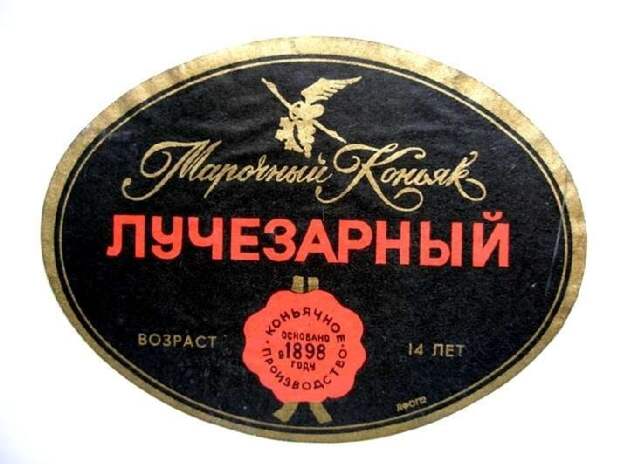 Марочный Коньяк
ЛУЧЕЗАРНЫЙ
ВОЗРАСТ 14 ЛЕТ
КОНЬЯЧНОЕ
ОСНОВАНО
в 1898
ГОДУ
ПРОИЗВОДСТВО